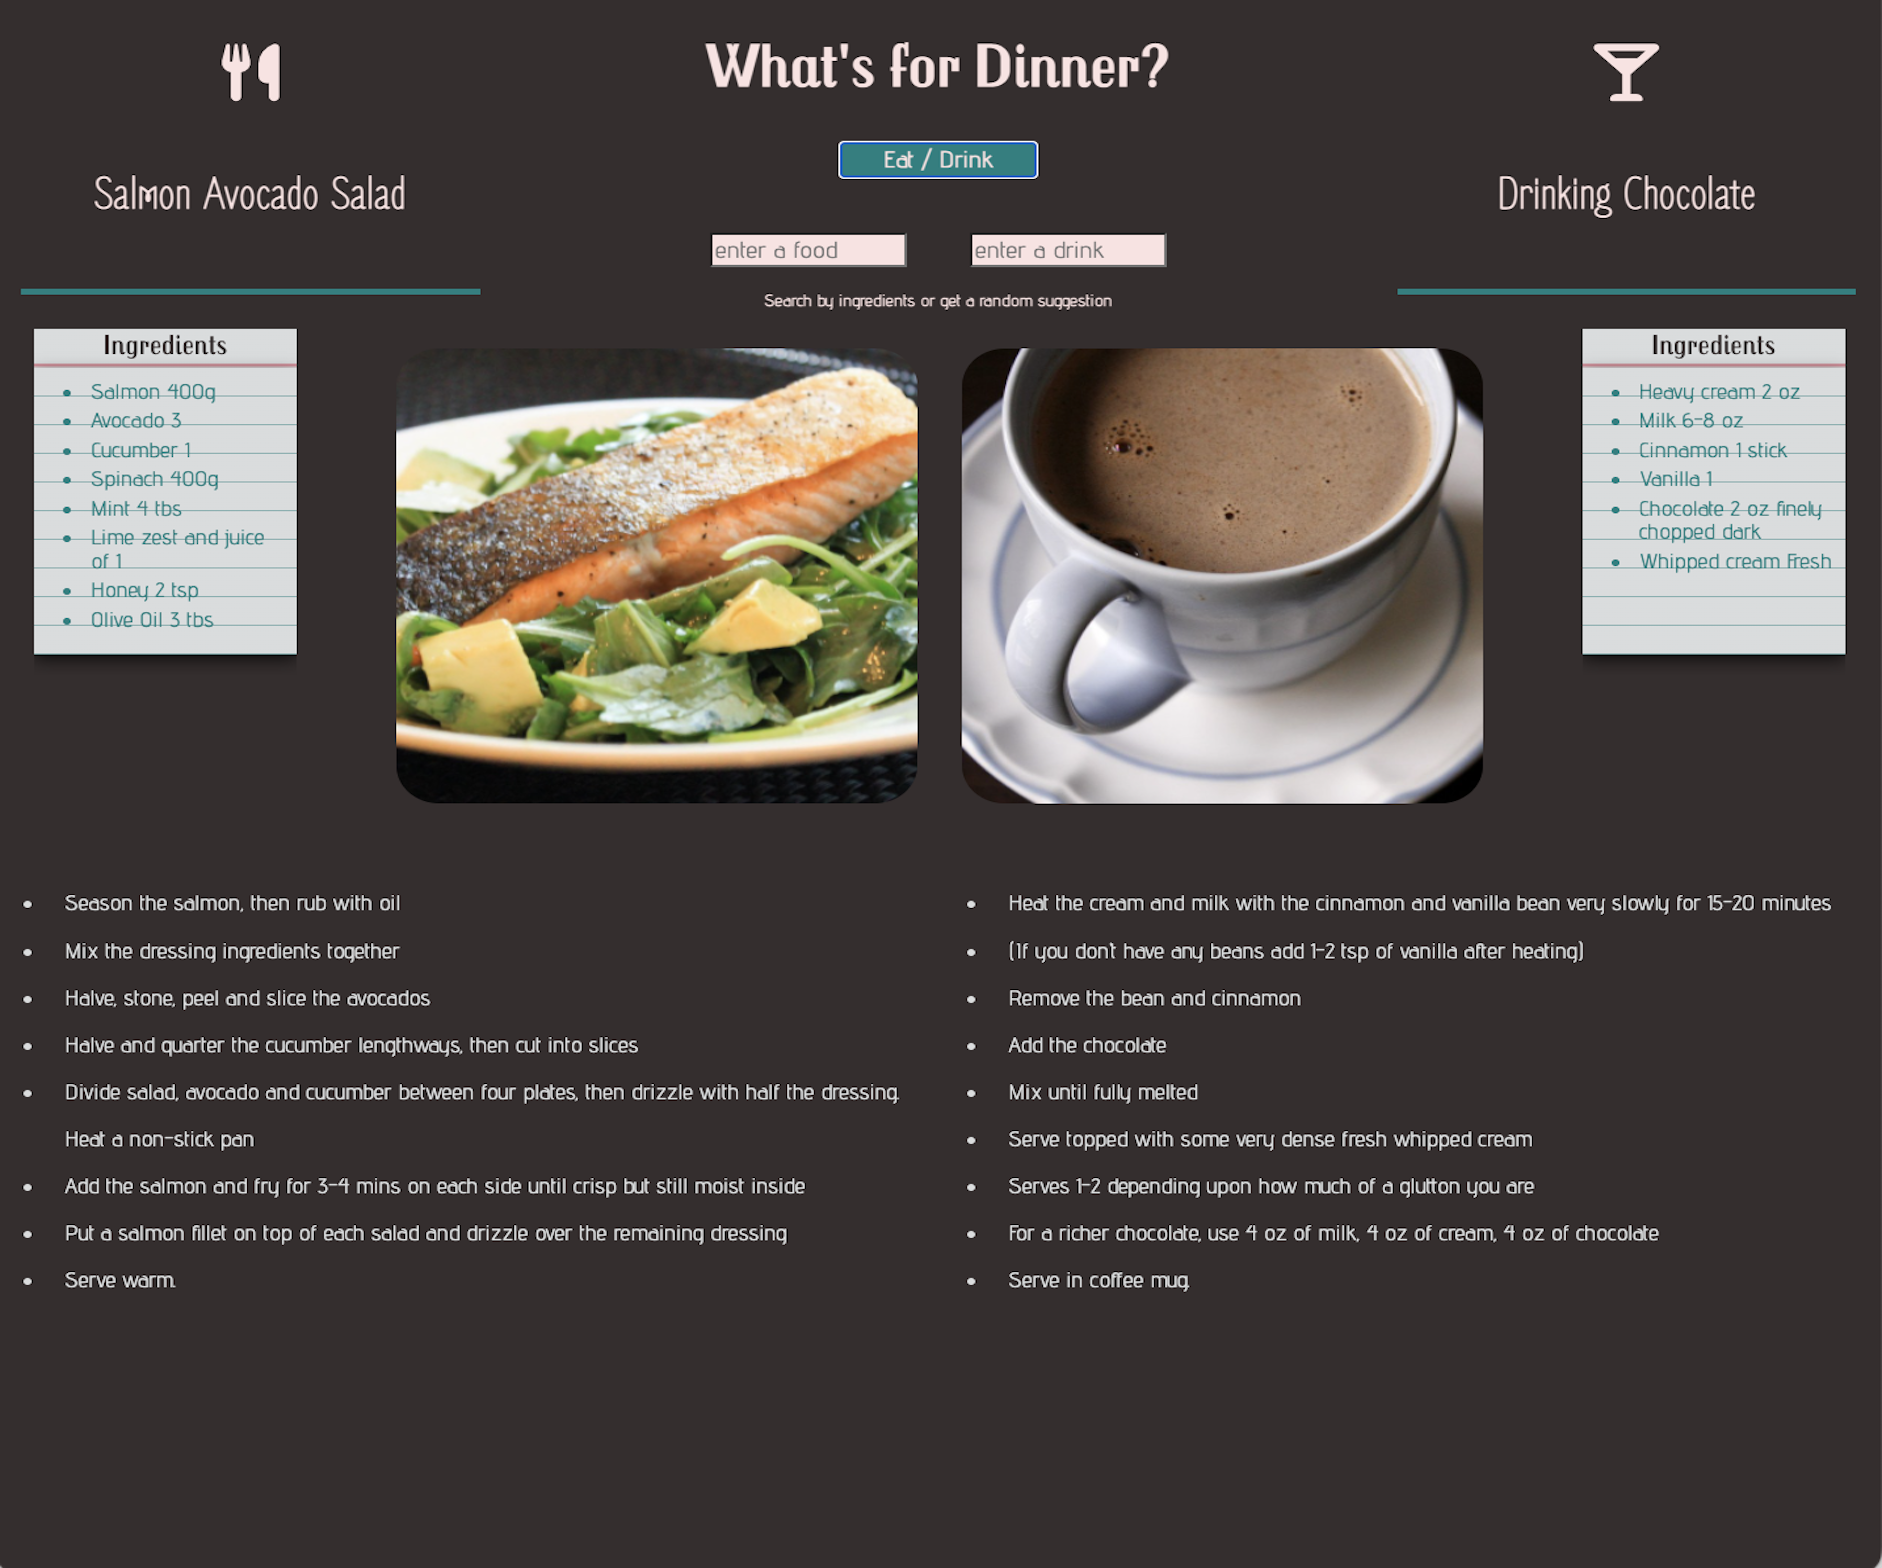 What's for Dinner?
Eat / Drink
Salmon Avocado Salad
Drinking Chocolate
enter a food
enter a drink
Search by ingredients or get a random suggestion
Ingredients
Salmon 400g
Avocado 3
Cucumber 1
Spinach 400g
Mint 4 tbs
Lime zest and juice
of 1
Honey 2 tsp
Olive Oil 3 tbs
Ingredients
Heavy cream 2 oz
Milk 6-8 oz
Cinnamon 1 stick
Vanilla 1
Chocolate 2 oz finely
chopped dark
Whipped cream Fresh
Season the salmon, then rub with oil
Mix the dressing ingredients together
Halve, stone, peel and slice the avocados
Halve and quarter the cucumber lengthways, then cut into slices
Divide salad, avocado and cucumber between four plates, then drizzle with half the dressing.
Heat a non-stick pan
Add the salmon and fry for 3-4 mins on each side until crisp but still moist inside
Put a salmon fillet on top of each salad and drizzle over the remaining dressing
Serve warm.
Heat the cream and milk with the cinnamon and vanilla bean very slowly for 15-20 minutes
(If you don't have any beans add 1-2 tsp of vanilla after heating)
Remove the bean and cinnamon
Add the chocolate
Mix until fully melted
Serve topped with some very dense fresh whipped cream
Serves 1-2 depending upon how much of a glutton you are
For a richer chocolate, use 4 oz of milk, 4 oz of cream, 4 oz of chocolate
Serve in coffee mug.